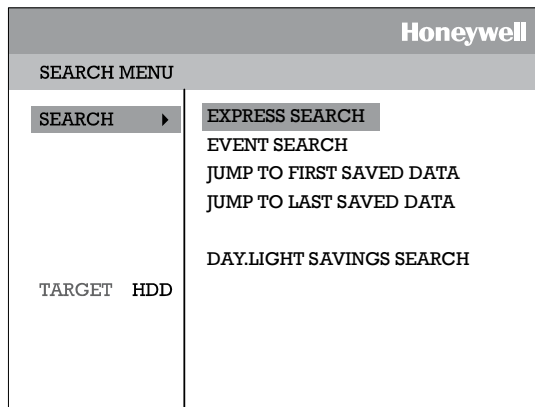 Honeywell
SEARCH MENU
SEARCH
EXPRESS SEARCH
EVENT SEARCH
JUMP TO FIRST SAVED DATA
JUMP TO LAST SAVED DATA
DAY.LIGHT SAVINGS SEARCH
TARGET HDD